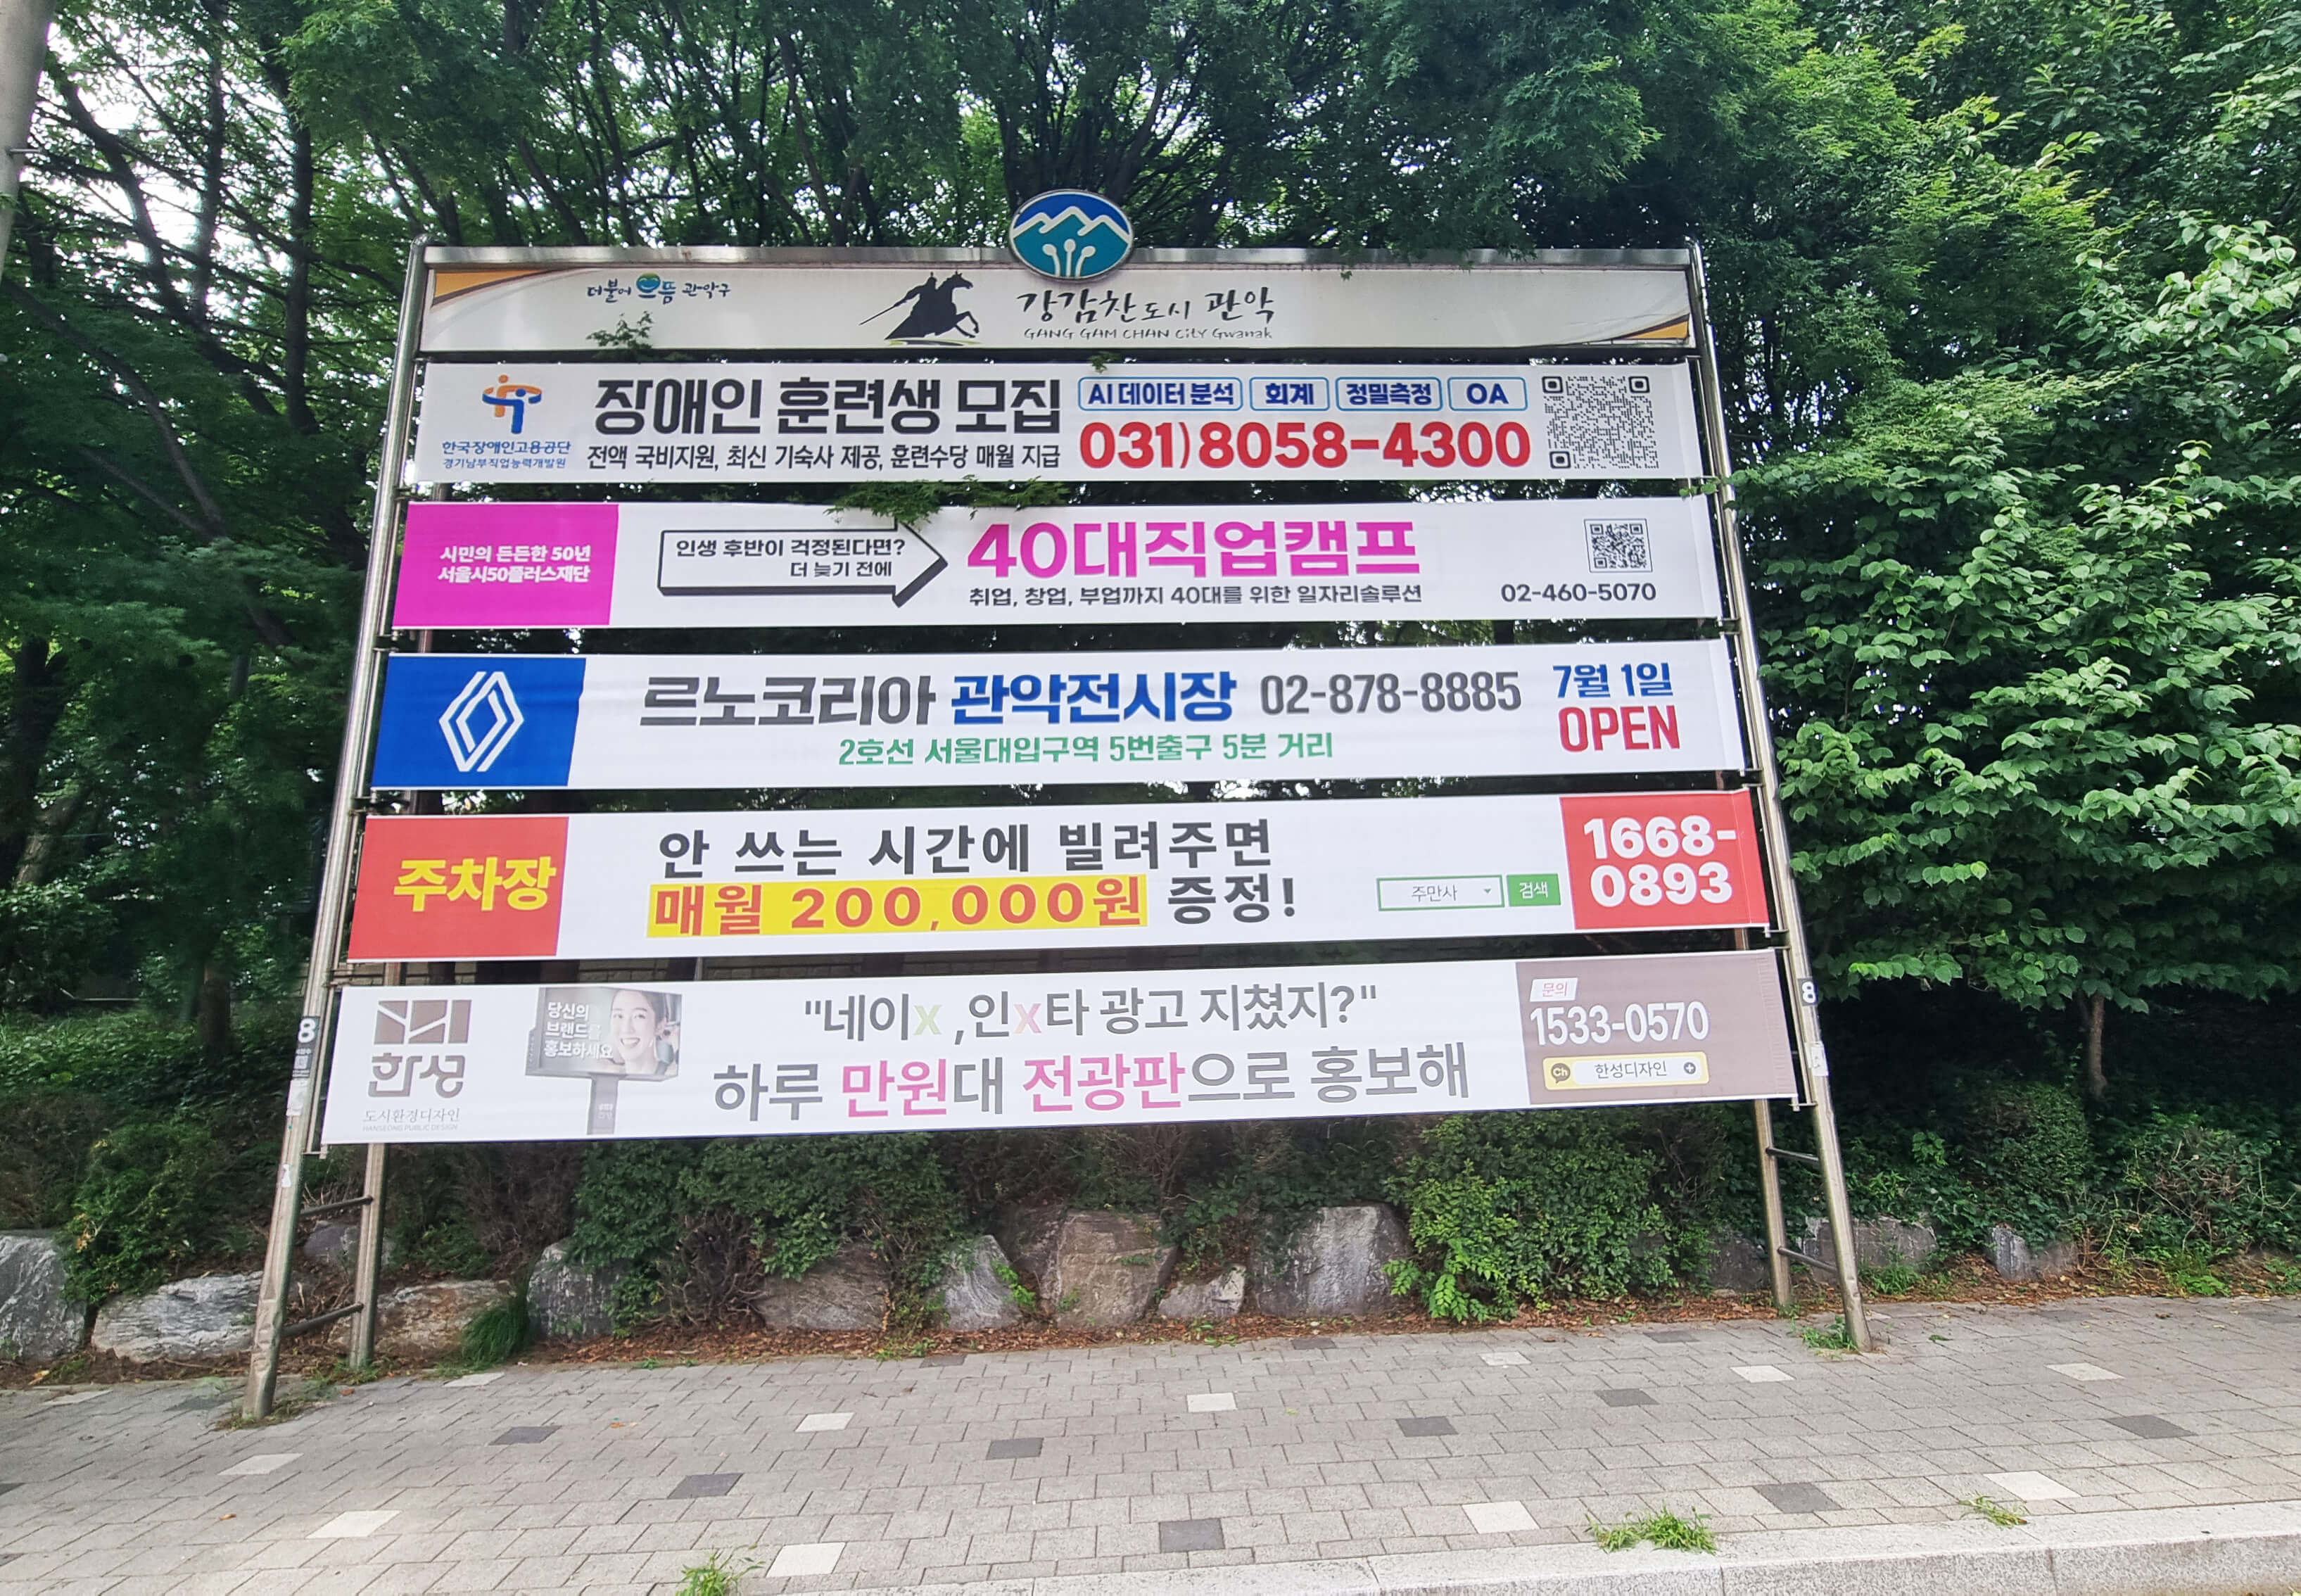 더불어 으뜸 관악구
강감찬도시 관악
GANG GAM CHAN City Gwanak
한국장애인고용공단
경기남부직업능력개발원
장애인 훈련생 모집
전액 국비지원, 최신 기숙사 제공, 훈련수당 매월 지급
AI 데이터 분석 회계 정밀측정 OA
031)8058-4300
시민의 든든한 50년
서울시50플러스재단
인생 후반이 걱정된다면?
더 늦기 전에
40대직업캠프
취업, 창업, 부업까지 40대를 위한 일자리솔루션
02-460-5070
르노코리아 관악전시장 02-878-8885
2호선 서울대입구역 5번출구 5분 거리
7월 1일
OPEN
주차장
안 쓰는 시간에 빌려주면
매월 200,000원 증정!
주만사 검색
1668-
0893
한성
도시환경디자인
HANSEONG PUBLIC DESIGN
당신의
브랜드를
홍보하세요
"네이x ,인x타 광고 지쳤지?"
하루 만원대 전광판으로 홍보해
문의
1533-0570
Ch 한성디자인
8
8